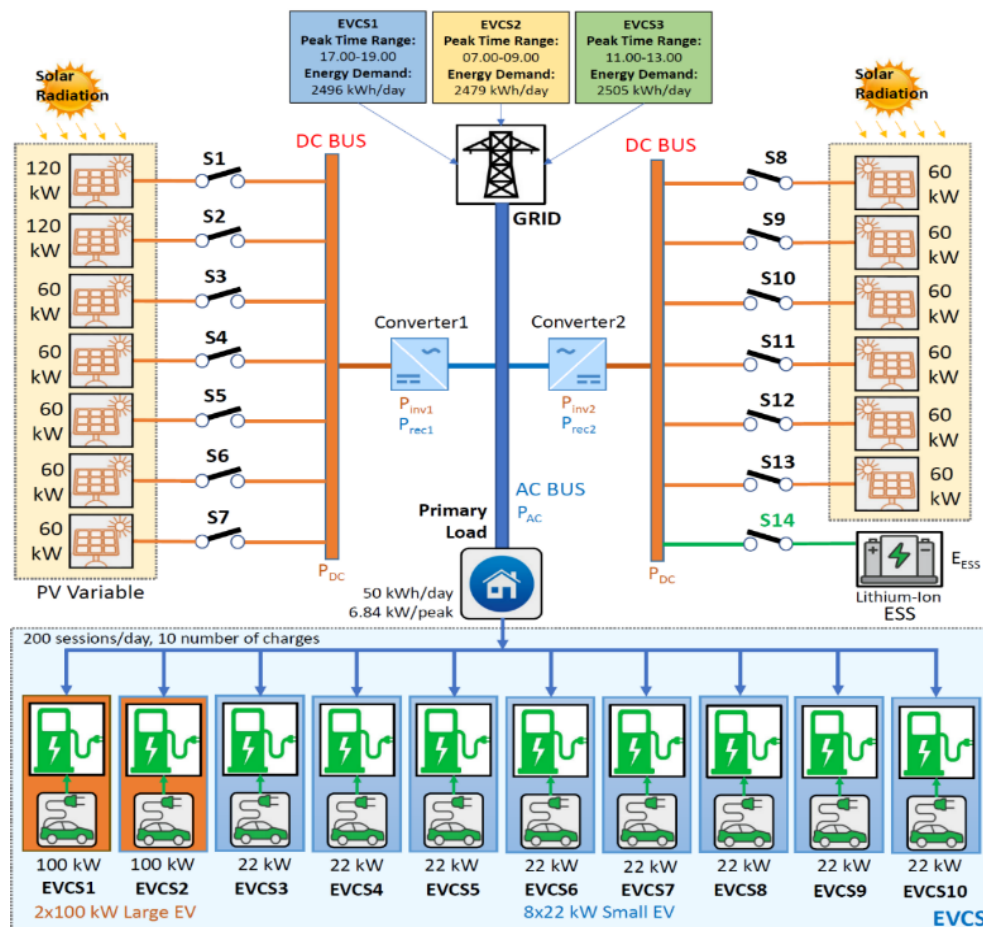 EVCS1
Peak Time Range:
17.00-19.00
Energy Demand:
2496 kWh/day
EVCS2
Peak Time Range:
07.00-09.00
Energy Demand:
2479 kWh/day
EVCS3
Peak Time Range:
11.00-13.00
Energy Demand:
2505 kWh/day
Solar
Radiation
Solar
Radiation
DC BUS
DC BUS
GRID
120
kW
S1
120
kW
S2
60
kW
S3
60
kW
S4
60
kW
S5
60
kW
S6
60
kW
S7
PV Variable
P_DC
Converter1
P_inv1
P_rec1
Converter2
P_inv2
P_rec2
AC BUS
P_AC
Primary
Load
50 kWh/day
6.84 kW/peak
S8
60
kW
S9
60
kW
S10
60
kW
S11
60
kW
S12
60
kW
S13
60
kW
S14
P_DC
E_ESS
Lithium-Ion
ESS
200 sessions/day, 10 number of charges
100 kW
EVCS1
100 kW
EVCS2
22 kW
EVCS3
22 kW
EVCS4
22 kW
EVCS5
22 kW
EVCS6
22 kW
EVCS7
22 kW
EVCS8
22 kW
EVCS9
22 kW
EVCS10
2x100 kW Large EV
8x22 kW Small EV
EVCS